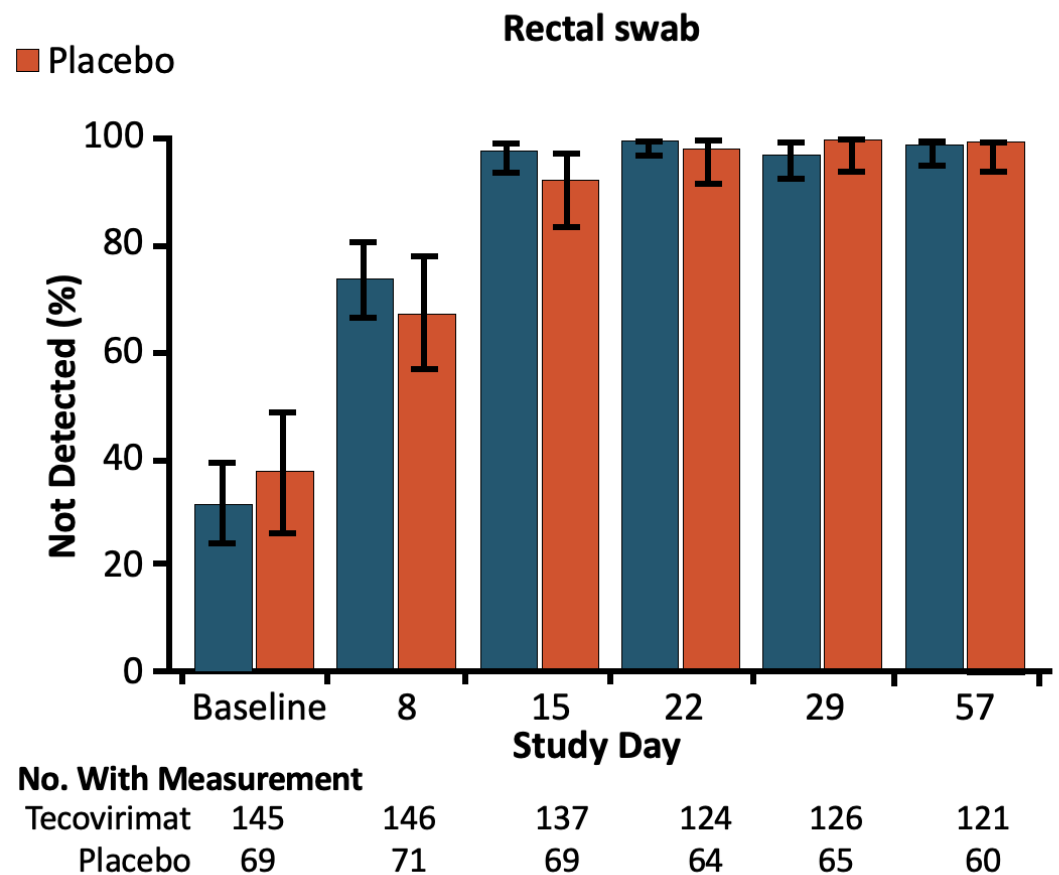 Rectal swab
Placebo
100
80
60
40
20
0
Not Detected (%)
Baseline 8 15 22 29 57
Study Day
No. With Measurement
Tecovirimat 145 146 137 124 126 121
Placebo 69 71 69 64 65 60